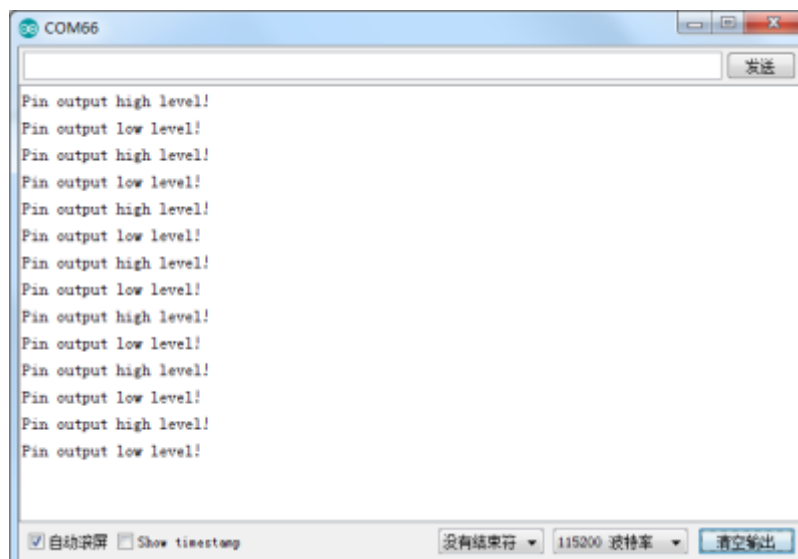 COM66
发送
Pin output high level!
Pin output low level!
Pin output high level!
Pin output low level!
Pin output high level!
Pin output low level!
Pin output high level!
Pin output low level!
Pin output high level!
Pin output low level!
Pin output high level!
Pin output low level!
Pin output high level!
Pin output low level!
自动滚屏 Show timestamp 没有结束符 115200 波特率 清空输出